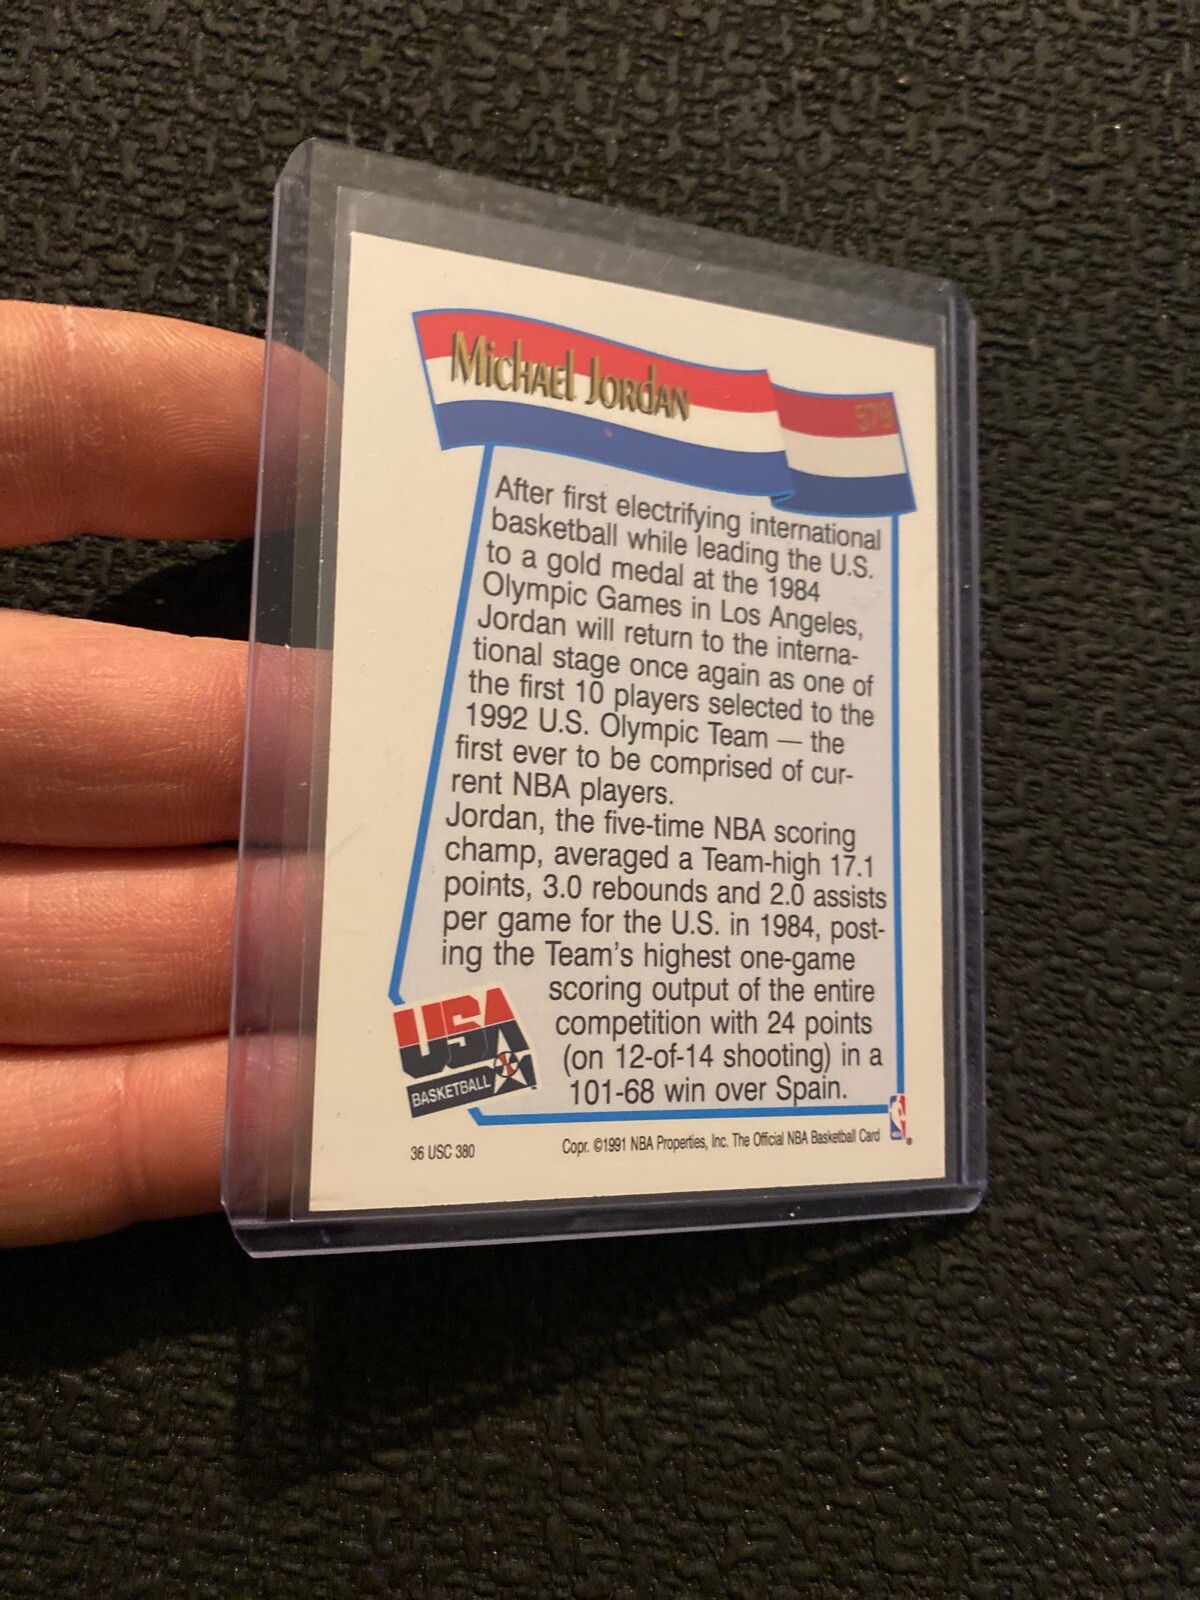 Michael Jordan
579
After first electrifying international
basketball while leading the U.S.
to a gold medal at the 1984
Olympic Games in Los Angeles,
Jordan will return to the interna-
tional stage once again as one of
the first 10 players selected to the
1992 U.S. Olympic Team — the
first ever to be comprised of cur-
rent NBA players.
Jordan, the five-time NBA scoring
champ, averaged a Team-high 17.1
points, 3.0 rebounds and 2.0 assists
per game for the U.S. in 1984, post-
ing the Team's highest one-game
scoring output of the entire
competition with 24 points
(on 12-of-14 shooting) in a
101-68 win over Spain.
USA
BASKETBALL
36 USC 380
Copr. ©1991 NBA Properties, Inc. The Official NBA Basketball Card